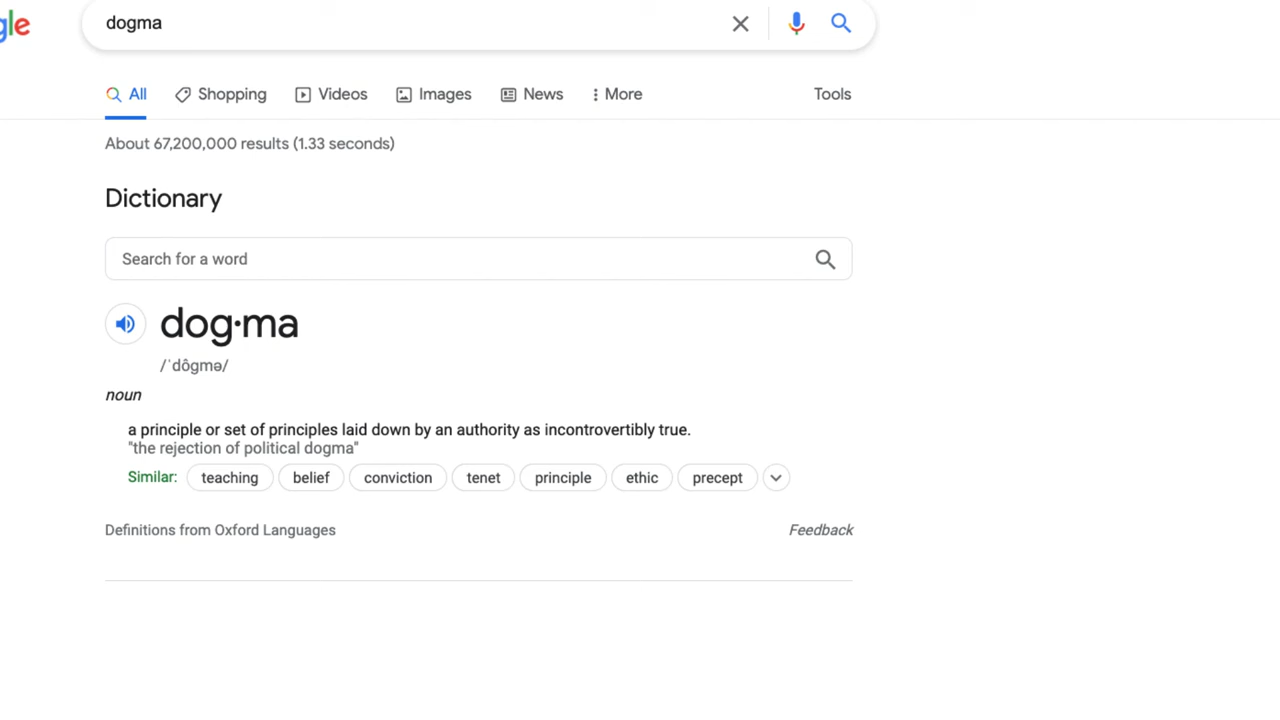 gle
dogma
All Shopping Videos Images News More Tools
About 67,200,000 results (1.33 seconds)
Dictionary
Search for a word
dog·ma
/ˈdôɡmə/
noun
a principle or set of principles laid down by an authority as incontrovertibly true.
"the rejection of political dogma"
Similar: teaching belief conviction tenet principle ethic precept
Definitions from Oxford Languages Feedback